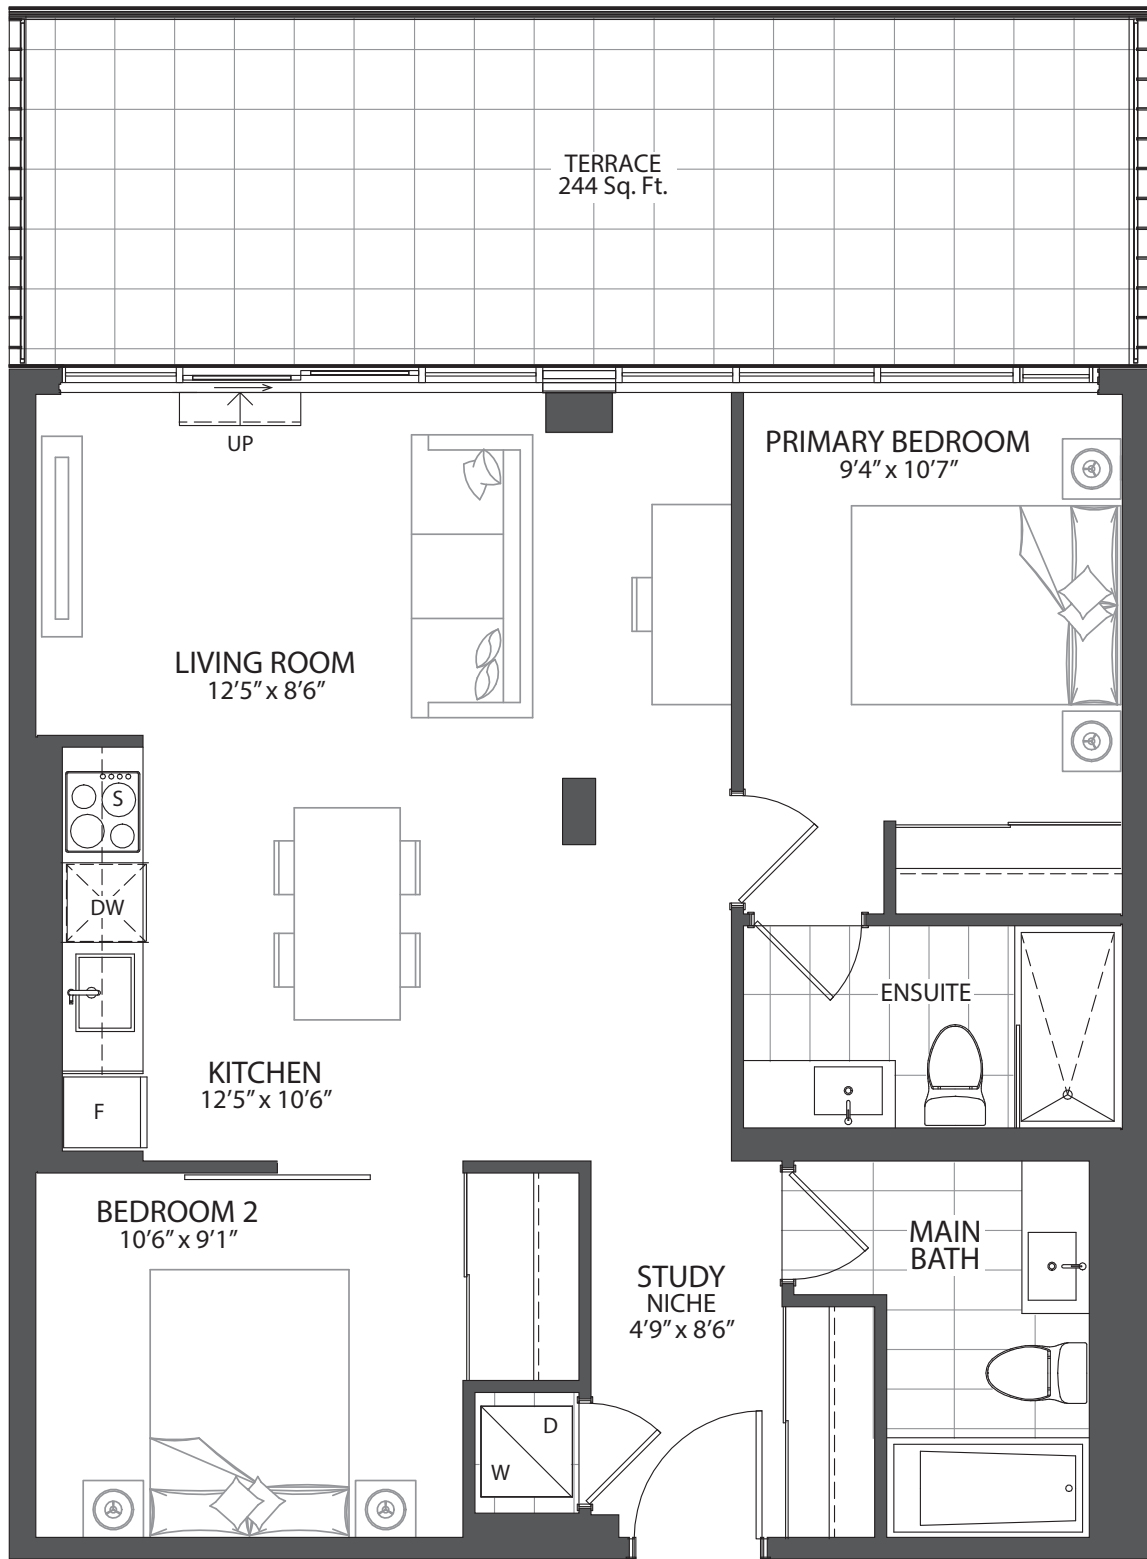 TERRACE
244 Sq. Ft.
UP
PRIMARY BEDROOM
9’4” x 10’7”
LIVING ROOM
12’5” x 8’6”
S
DW
ENSUITE
KITCHEN
12’5” x 10’6”
F
BEDROOM 2
10’6” x 9’1”
MAIN
BATH
STUDY
NICHE
4’9” x 8’6”
D
W